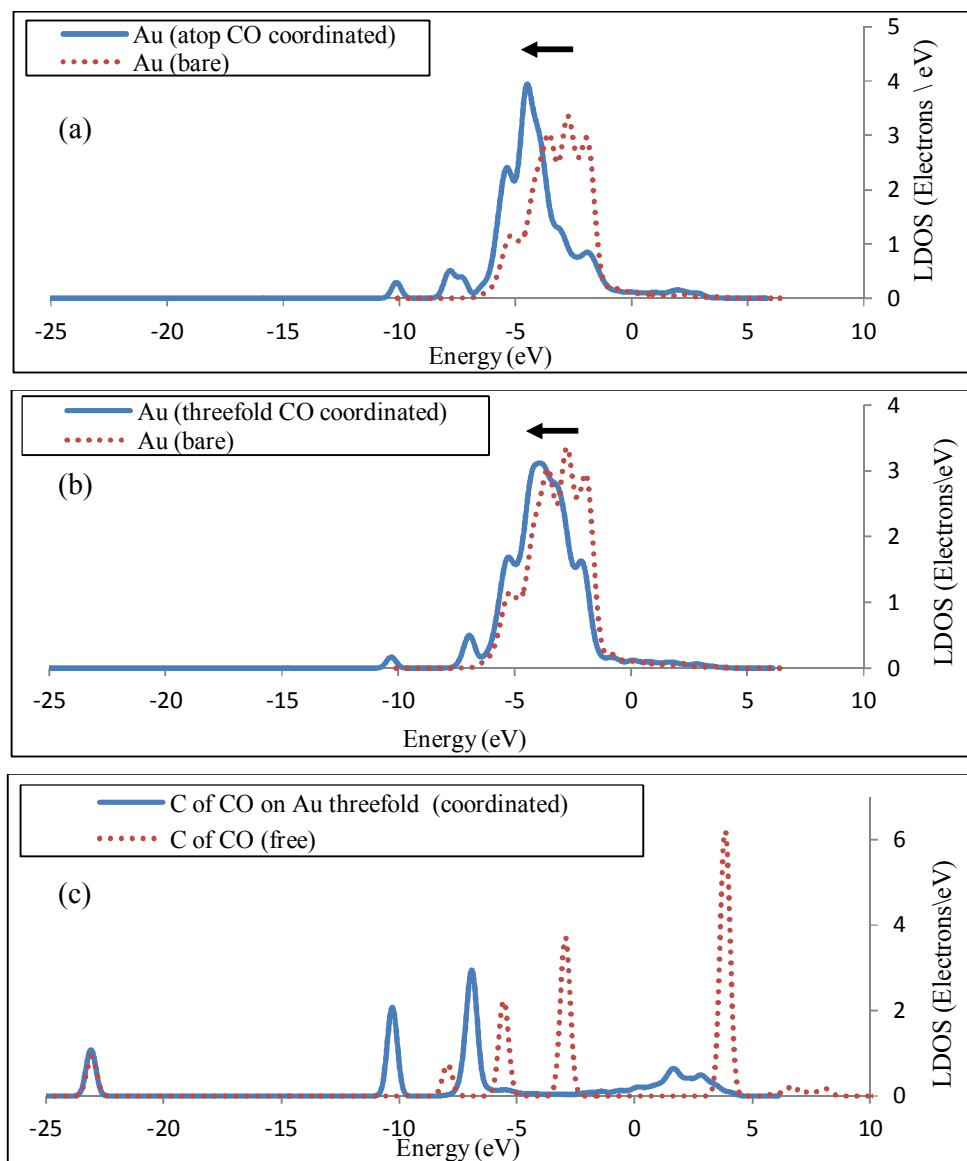 Au (atop CO coordinated)
Au (bare)
(a)
5
4
3
2
1
0
LDOS (Electrons \ eV)
-25 -20 -15 -10 -5 0 5 10
Energy (eV)
Au (threefold CO coordinated)
Au (bare)
(b)
4
3
2
1
0
LDOS (Electrons\eV)
-25 -20 -15 -10 -5 0 5 10
Energy (eV)
C of CO on Au threefold (coordinated)
C of CO (free)
(c)
6
4
2
0
LDOS (Electrons\eV)
-25 -20 -15 -10 -5 0 5 10
Energy (eV)